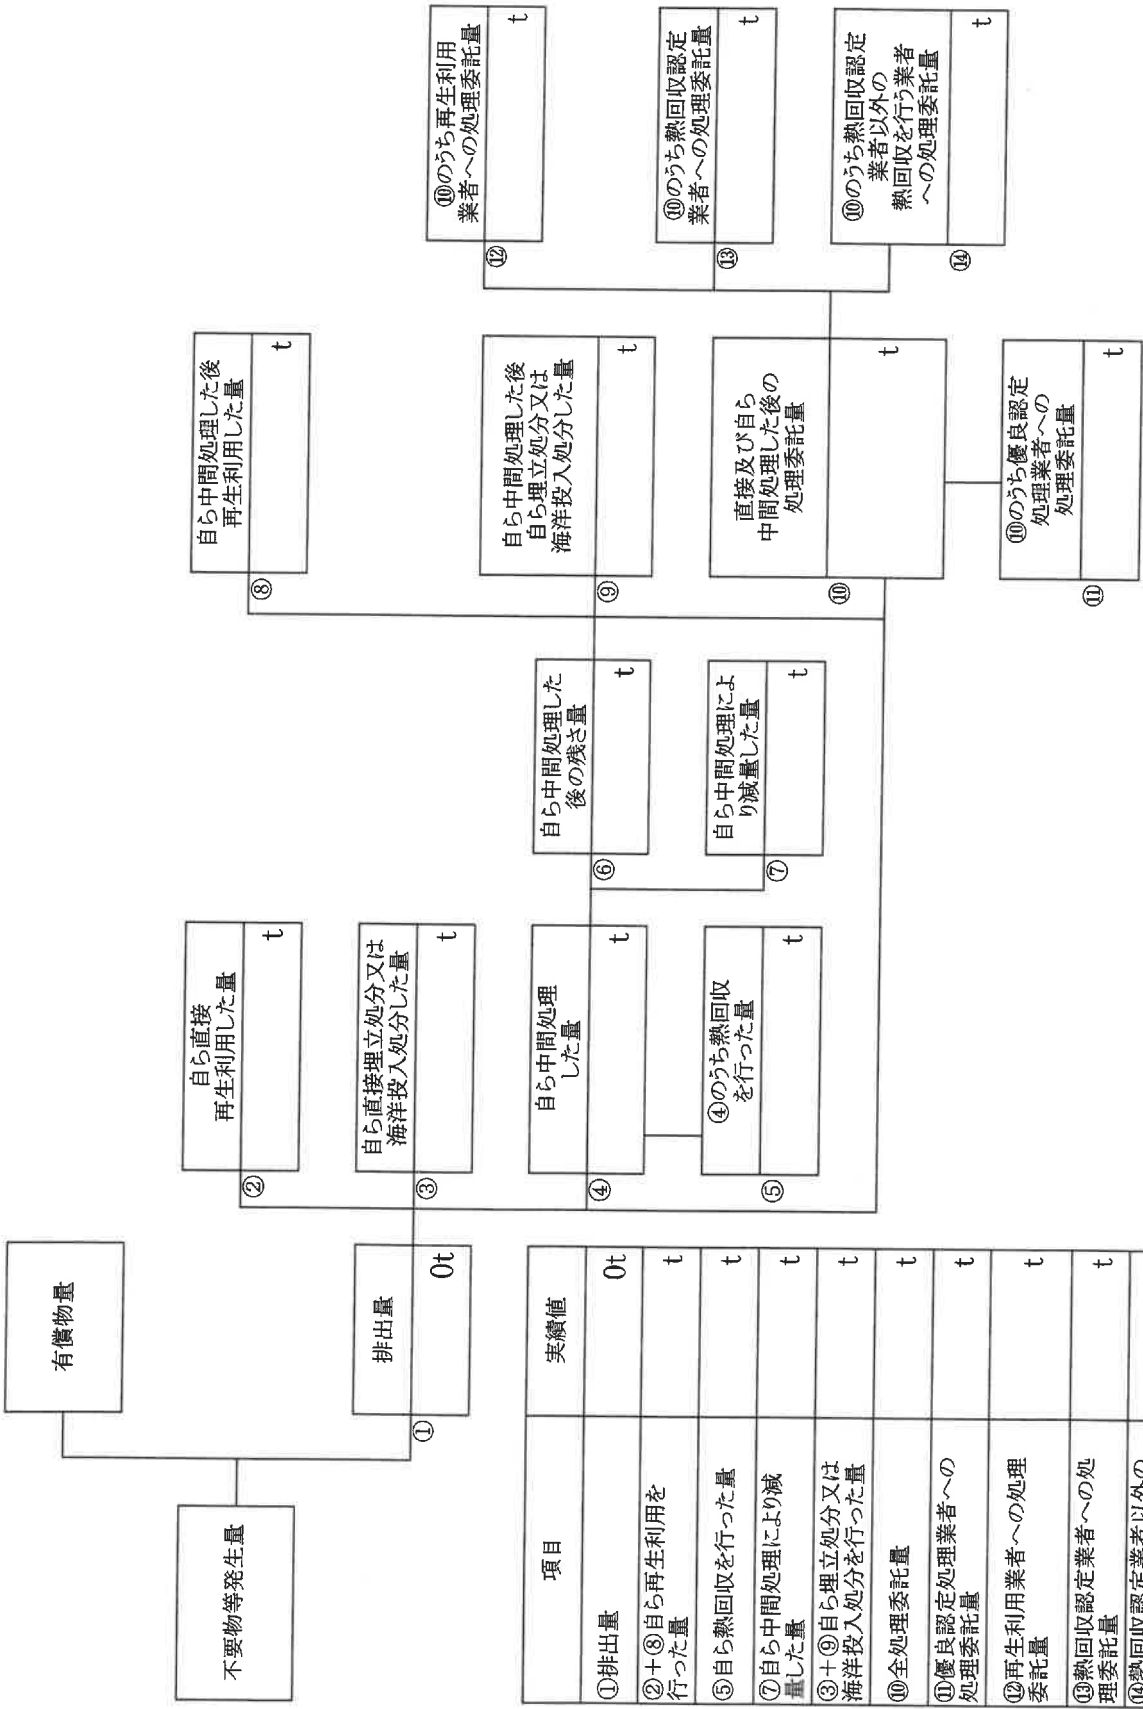 不要物等発生量
有償物量
①
排出量
0t
②
自ら直接
再生利用した量
t
③
自ら直接埋立処分又は
海洋投入処分した量
t
④
自ら中間処理
した量
t
⑤
④のうち熱回収
を行った量
t
⑥
自ら中間処理した
後の残さ量
t
⑦
自ら中間処理によ
り減量した量
t
⑧
自ら中間処理した後
再生利用した量
t
⑨
自ら中間処理した後
自ら埋立処分又は
海洋投入処分した量
t
⑩
直接及び自ら
中間処理した後の
処理委託量
t
⑪
⑩のうち優良認定
処理業者への
処理委託量
t
⑫
⑩のうち再生利用
業者への処理委託量
t
⑬
⑩のうち熱回収認定
業者への処理委託量
t
⑭
⑩のうち熱回収認定
業者以外の
熱回収を行う業者
への処理委託量
t
項目 実績値
①排出量 0t
②+⑧自ら再生利用を
行った量 t
⑤自ら熱回収を行った量 t
⑦自ら中間処理により減
量した量 t
③+⑨自ら埋立処分又は
海洋投入処分を行った量 t
⑩全処理委託量 t
⑪優良認定処理業者への
処理委託量 t
⑫再生利用業者への処理
委託量 t
⑬熱回収認定業者への処
理委託量 t
⑭熱回収認定業者以外の